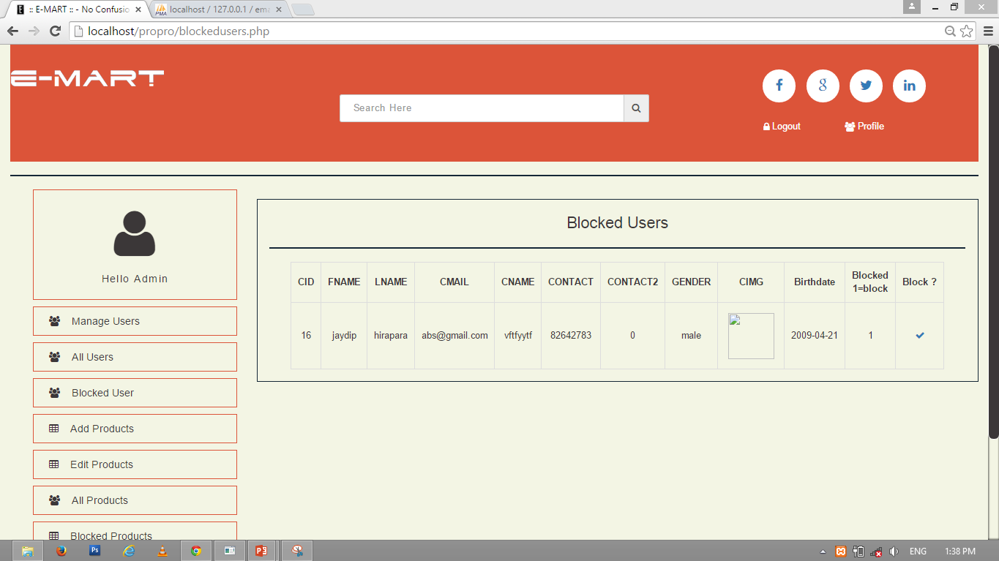 :: E-MART :: - No Confusio
localhost / 127.0.0.1 / ema
localhost/propro/blockedusers.php
E-MART
Search Here
Logout
Profile
Hello Admin
Manage Users
All Users
Blocked User
Add Products
Edit Products
All Products
Blocked Products
Blocked Users
CID FNAME LNAME CMAIL CNAME CONTACT CONTACT2 GENDER CIMG Birthdate Blocked 1=block Block ?
16 jaydip hirapara abs@gmail.com vftfyytf 82642783 0 male 2009-04-21 1
ENG
1:38 PM